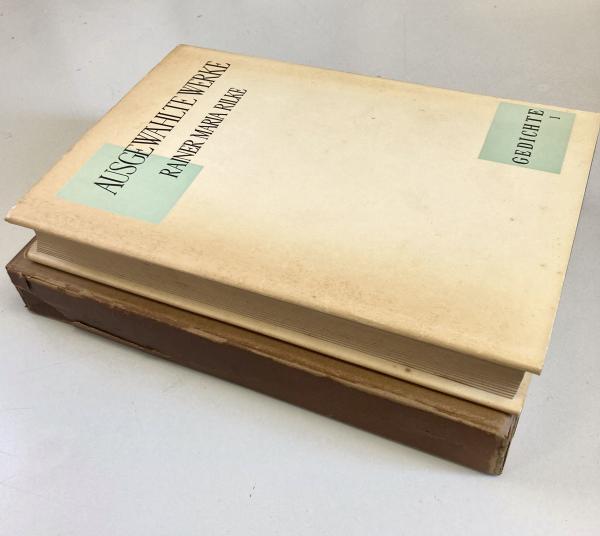 AUSGEWÄHLTE WERKE
RAINER MARIA RILKE
GEDICHTE
I